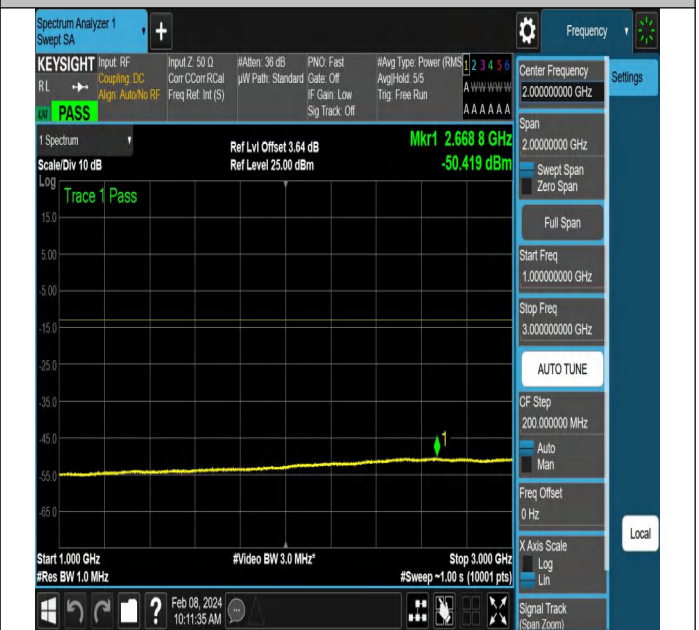 Spectrum Analyzer 1
Swept SA
Frequency
KEYSIGHT
RL
PASS
Input: RF
Coupling: DC
Align: Auto/No RF
Input Z: 50 Ω
Corr CCorr RCal
Freq Ref: Int (S)
#Atten: 36 dB
µW Path: Standard
PNO: Fast
Gate: Off
IF Gain: Low
Sig Track: Off
#Avg Type: Power (RMS
Avg|Hold: 5/5
Trig: Free Run
1 2 3 4 5 6
A W W W W W
A A A A A A
1 Spectrum
Scale/Div 10 dB
Log
Ref Lvl Offset 3.64 dB
Ref Level 25.00 dBm
Mkr1 2.668 8 GHz
-50.419 dBm
Trace 1 Pass
15.0
5.00
-5.00
-15.0
-25.0
-35.0
-45.0
-55.0
-65.0
1
Start 1.000 GHz
#Res BW 1.0 MHz
#Video BW 3.0 MHz*
Stop 3.000 GHz
#Sweep ~1.00 s (10001 pts)
Feb 08, 2024
10:11:35 AM
Center Frequency
2.000000000 GHz
Settings
Span
2.00000000 GHz
Swept Span
Zero Span
Full Span
Start Freq
1.000000000 GHz
Stop Freq
3.000000000 GHz
AUTO TUNE
CF Step
200.000000 MHz
Auto
Man
Freq Offset
0 Hz
X Axis Scale
Log
Lin
Local
Signal Track
(Span Zoom)